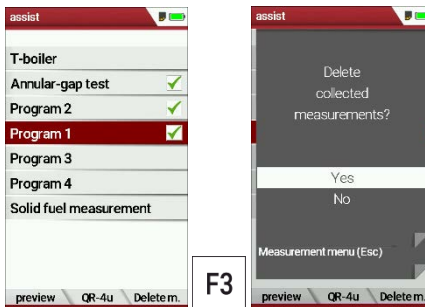 assist
T-boiler
Annular-gap test
Program 2
Program 1
Program 3
Program 4
Solid fuel measurement
preview QR-4u Delete m.
F3
assist
Delete
collected
measurements?
Yes
No
Measurement menu (Esc)
preview QR-4u Delete m.